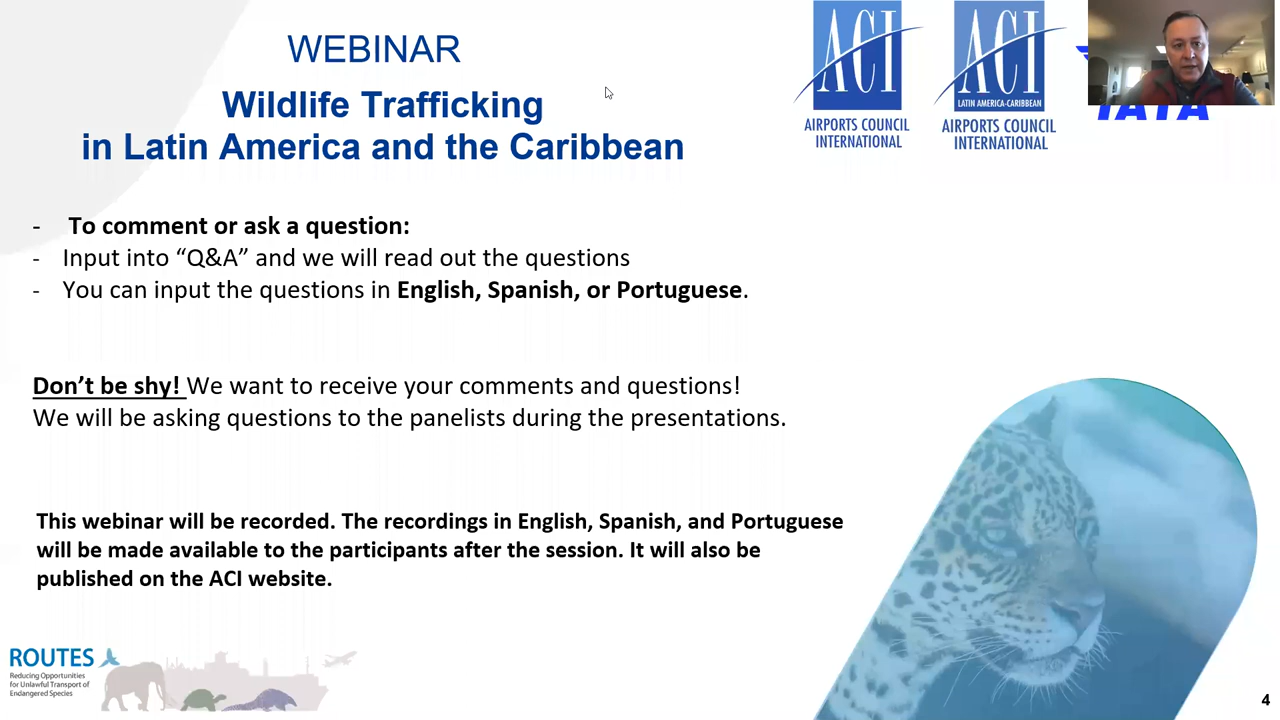 WEBINAR
Wildlife Trafficking
in Latin America and the Caribbean
ACI
AIRPORTS COUNCIL
INTERNATIONAL
ACI
LATIN AMERICA-CARIBBEAN
AIRPORTS COUNCIL
INTERNATIONAL
IATA
- To comment or ask a question:
- Input into “Q&A” and we will read out the questions
- You can input the questions in English, Spanish, or Portuguese.
Don’t be shy! We want to receive your comments and questions!
We will be asking questions to the panelists during the presentations.
This webinar will be recorded. The recordings in English, Spanish, and Portuguese
will be made available to the participants after the session. It will also be
published on the ACI website.
ROUTES
Reducing Opportunities
for Unlawful Transport of
Endangered Species
4